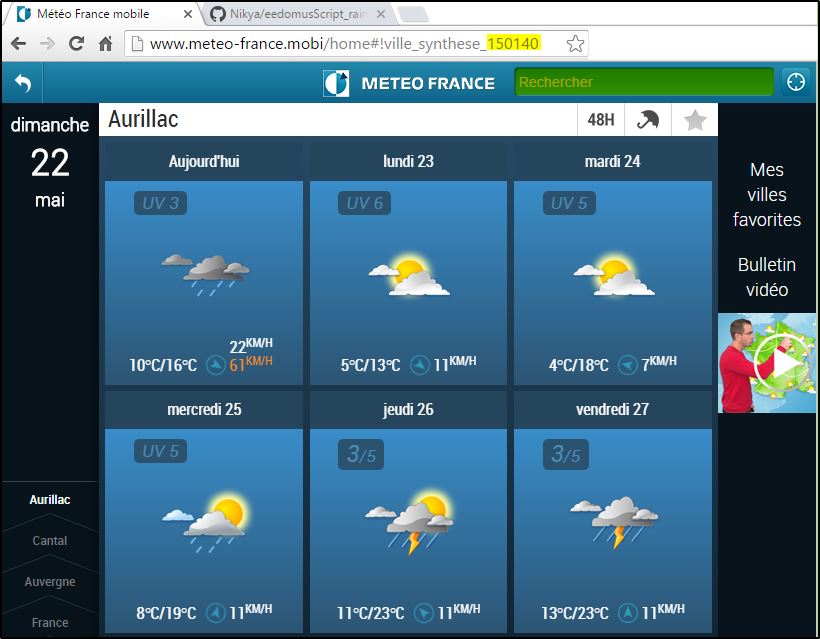 Météo France mobile
Nikya/eedomusScript_rain
www.meteo-france.mobi/home#!ville_synthese_150140
METEO FRANCE
Rechercher
dimanche
22
mai
Aurillac
48H
Aujourd'hui
UV 3
22KM/H
10°C/16°C 61KM/H
lundi 23
UV 6
5°C/13°C 11KM/H
mardi 24
UV 5
4°C/18°C 7KM/H
mercredi 25
UV 5
8°C/19°C 11KM/H
jeudi 26
3/5
11°C/23°C 11KM/H
vendredi 27
3/5
13°C/23°C 11KM/H
Mes
villes
favorites
Bulletin
vidéo
Aurillac
Cantal
Auvergne
France